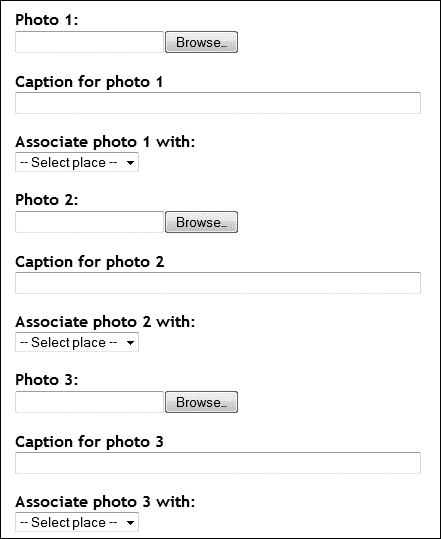 Photo 1:
Browse...
Caption for photo 1
Associate photo 1 with:
-- Select place --
Photo 2:
Browse...
Caption for photo 2
Associate photo 2 with:
-- Select place --
Photo 3:
Browse...
Caption for photo 3
Associate photo 3 with:
-- Select place --